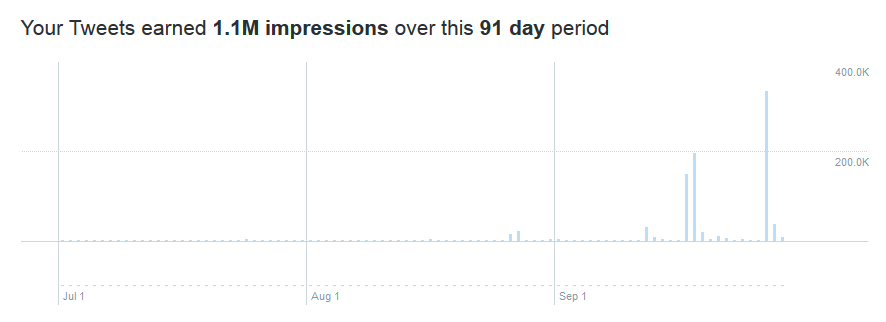 Your Tweets earned 1.1M impressions over this 91 day period
400.0K
200.0K
Jul 1
Aug 1
Sep 1